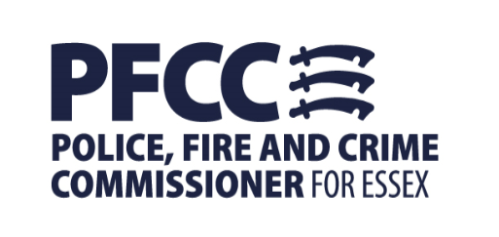 PFCC
POLICE, FIRE AND CRIME
COMMISSIONER FOR ESSEX